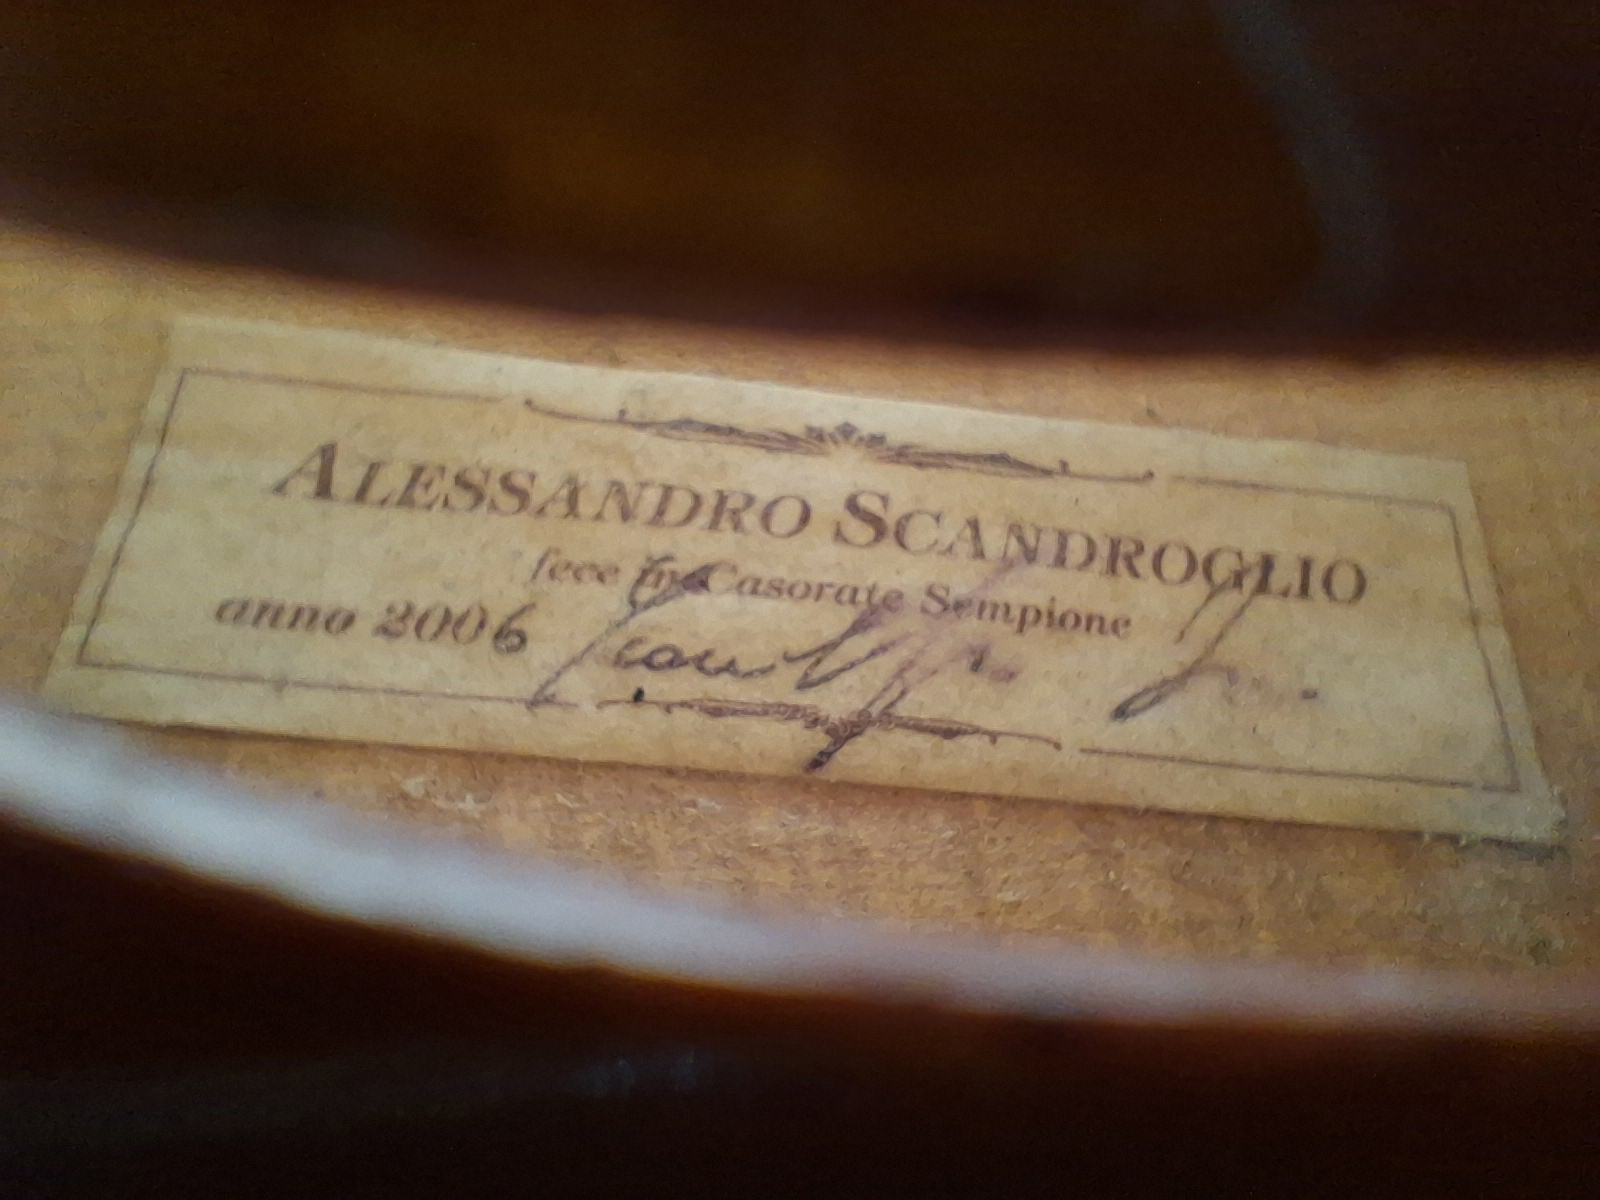 ALESSANDRO SCANDROGLIO
fece in Casorate Sempione
anno 2006